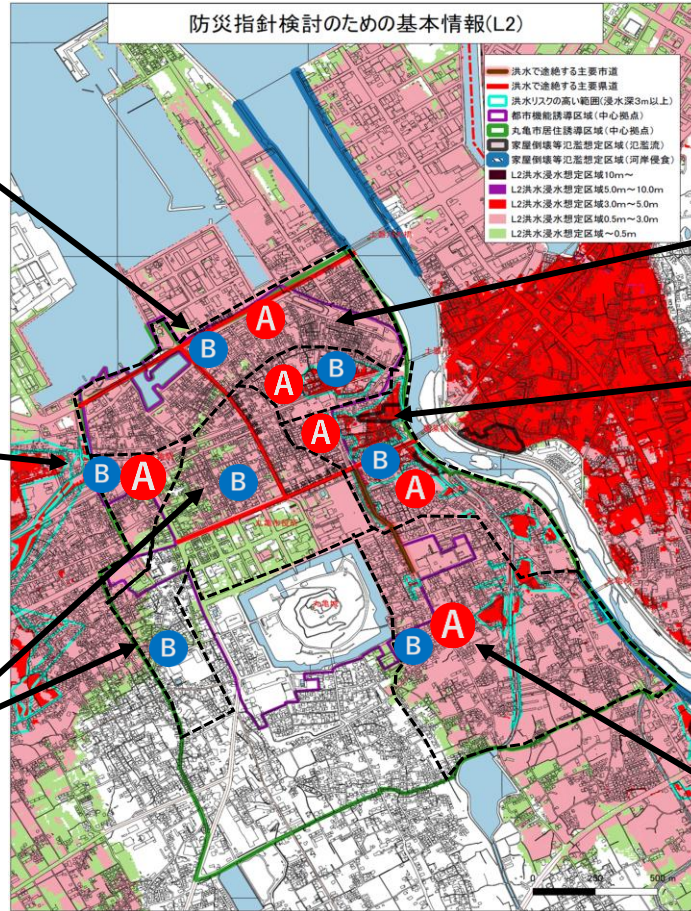 防災指針検討のための基本情報(L2)
洪水で途絶する主要市道
洪水で途絶する主要県道
洪水リスクの高い範囲(浸水深3m以上)
都市機能誘導区域(中心拠点)
丸亀市居住誘導区域(中心拠点)
家屋倒壊等氾濫想定区域(氾濫流)
家屋倒壊等氾濫想定区域(河岸侵食)
L2洪水浸水想定区域10m~
L2洪水浸水想定区域5.0m~10.0m
L2洪水浸水想定区域3.0m~5.0m
L2洪水浸水想定区域0.5m~3.0m
L2洪水浸水想定区域~0.5m
A
B
A
B
A
B
A
B
B
A
丸亀市役所
丸亀城
A
B
B
0
250
500 m